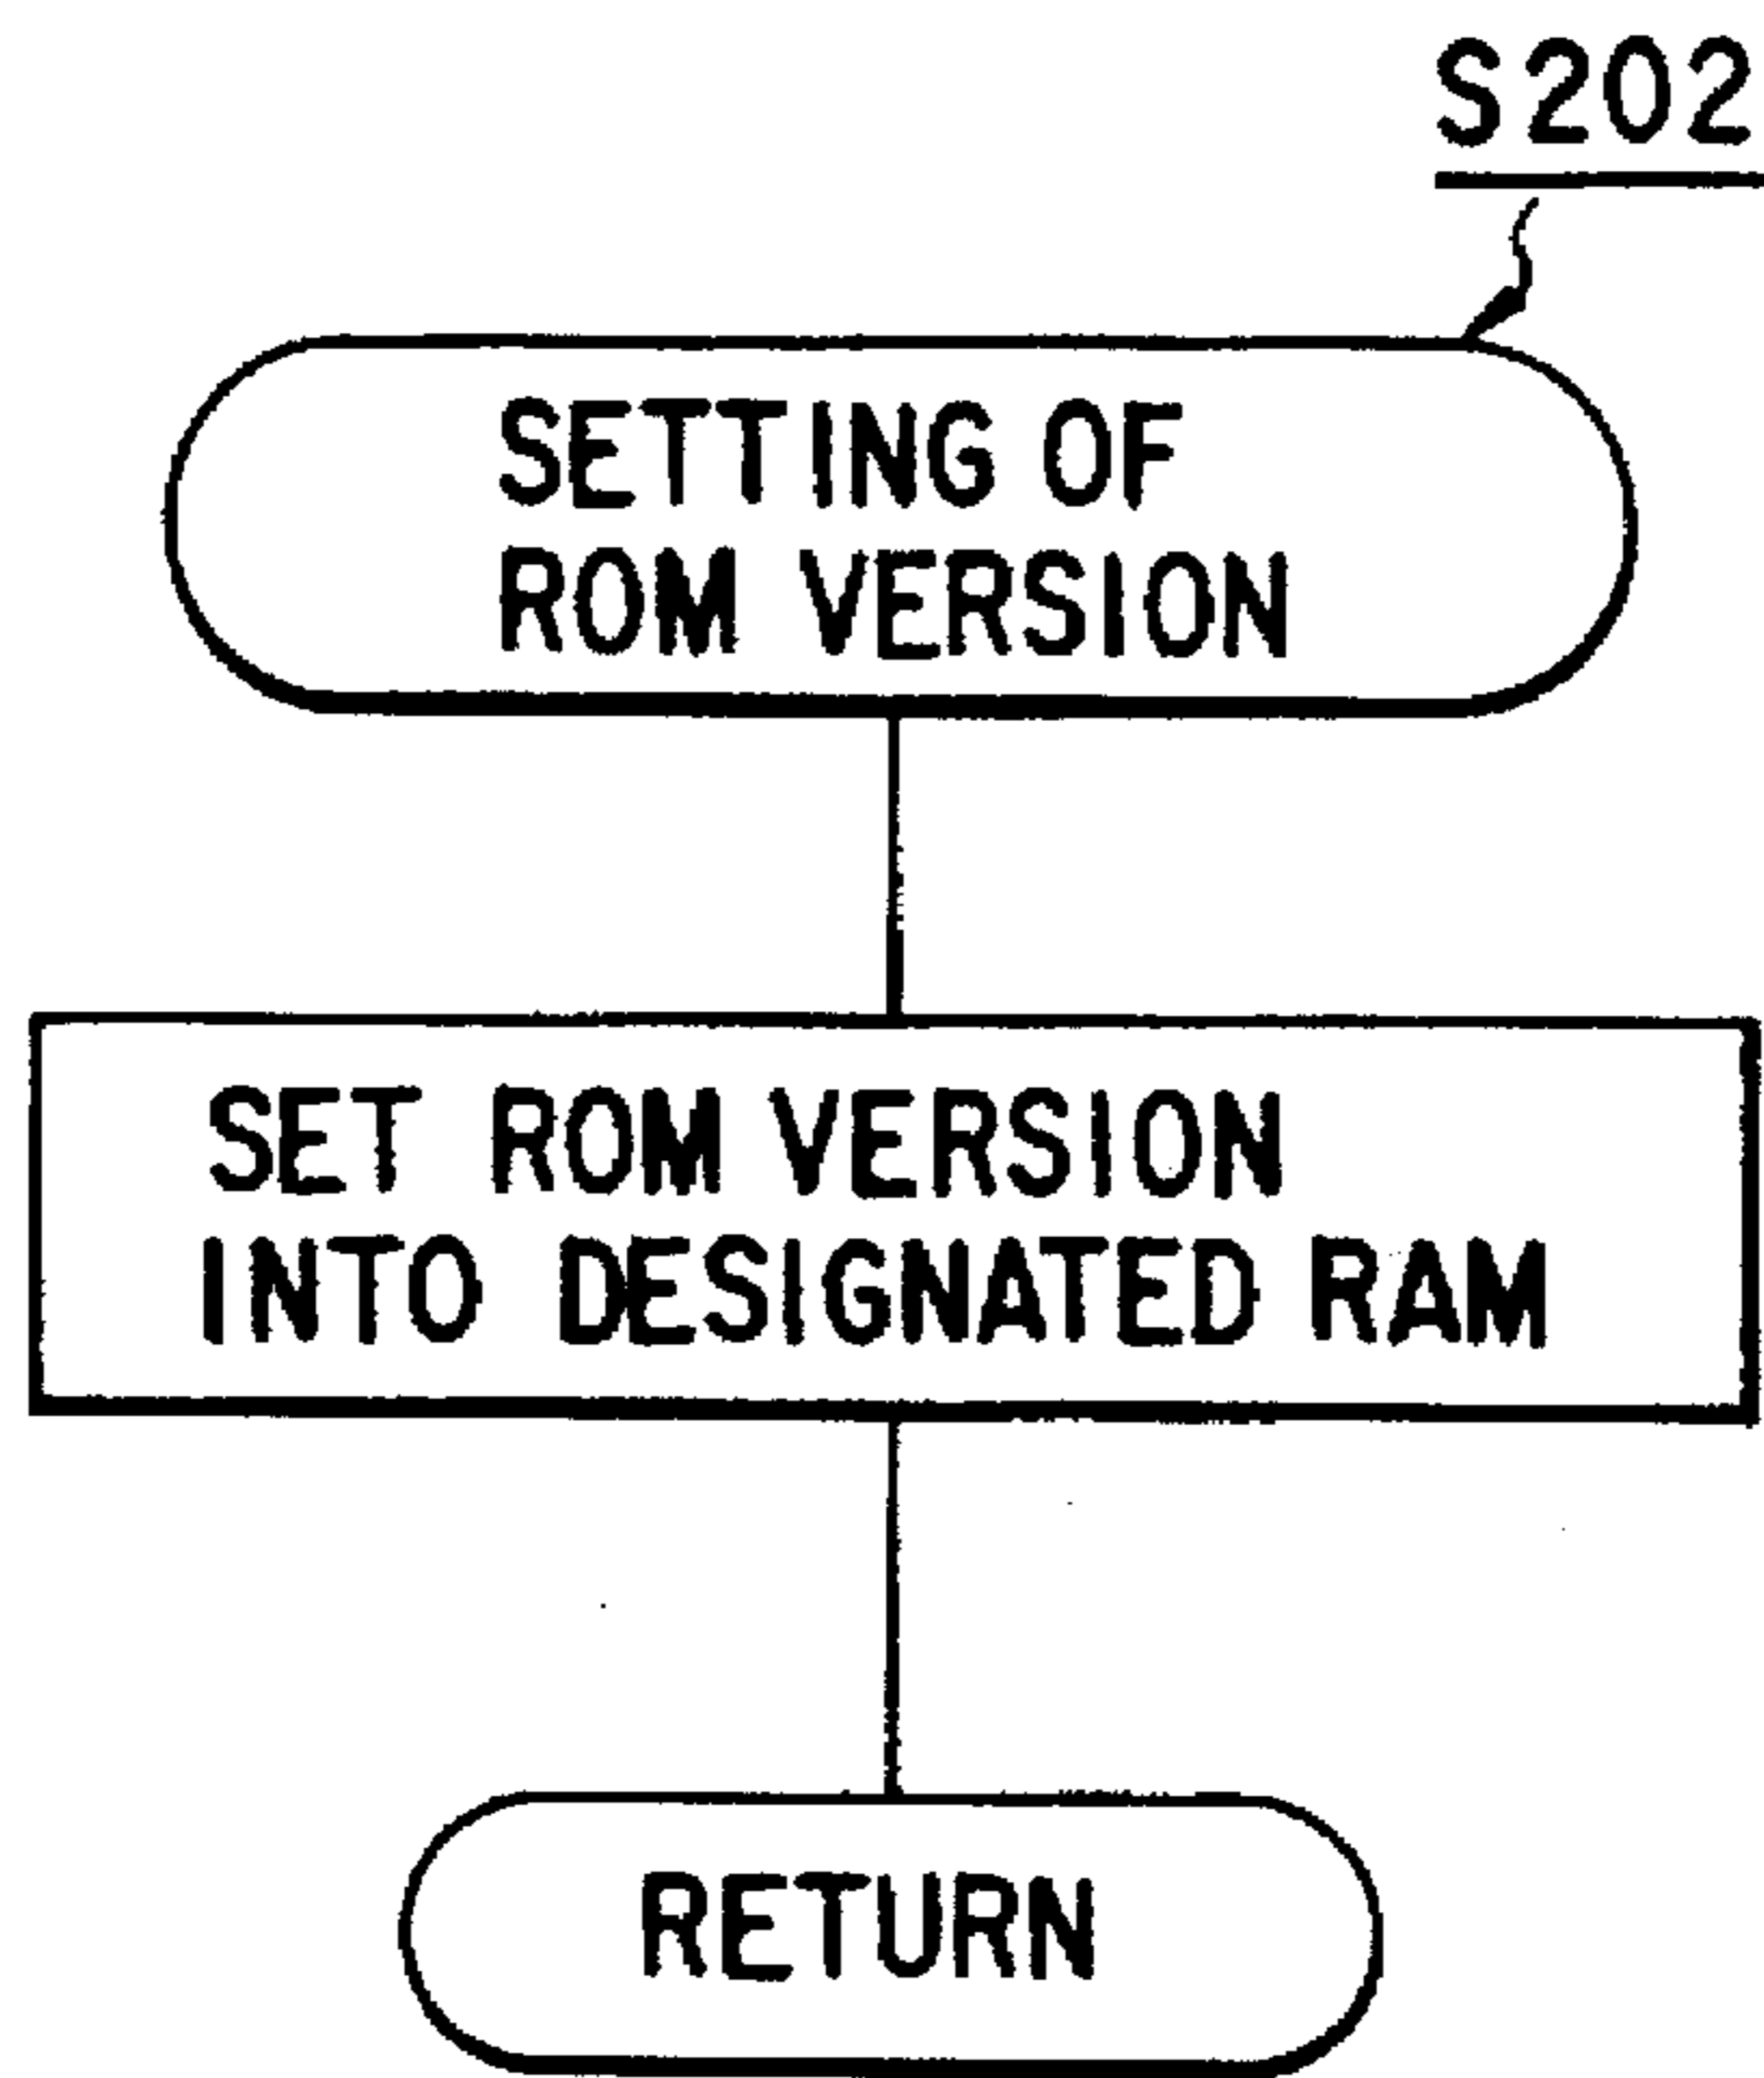 S202
SETTING OF
ROM VERSION
SET ROM VERSION
INTO DESIGNATED RAM
RETURN